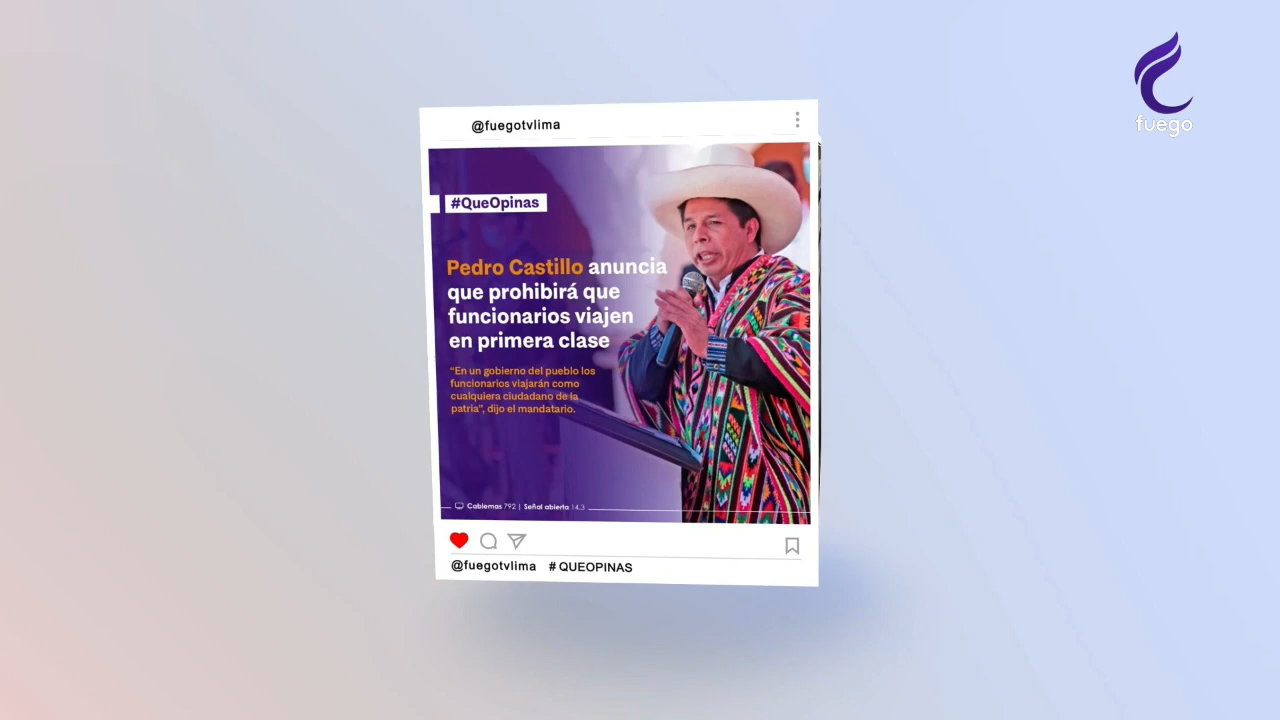 fuego
@fuegotvlima
#QueOpinas
Pedro Castillo anuncia
que prohibirá que
funcionarios viajen
en primera clase
"En un gobierno del pueblo los
funcionarios viajarán como
cualquiera ciudadano de la
patria", dijo el mandatario.
Cablemas 792 | Señal abierta 14.3
@fuegotvlima # QUEOPINAS